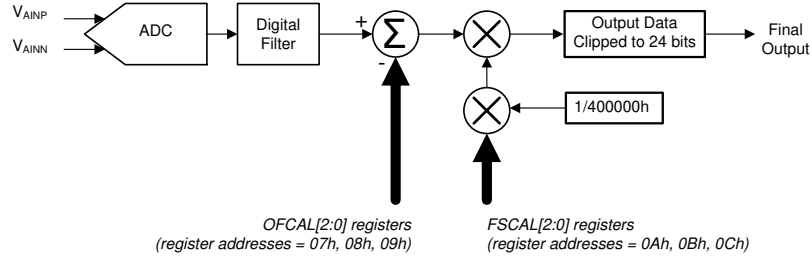 VAINP
VAINN
ADC
Digital
Filter
+
-
Σ
Output Data
Clipped to 24 bits
Final
Output
1/400000h
OFCAL[2:0] registers
(register addresses = 07h, 08h, 09h)
FSCAL[2:0] registers
(register addresses = 0Ah, 0Bh, 0Ch)